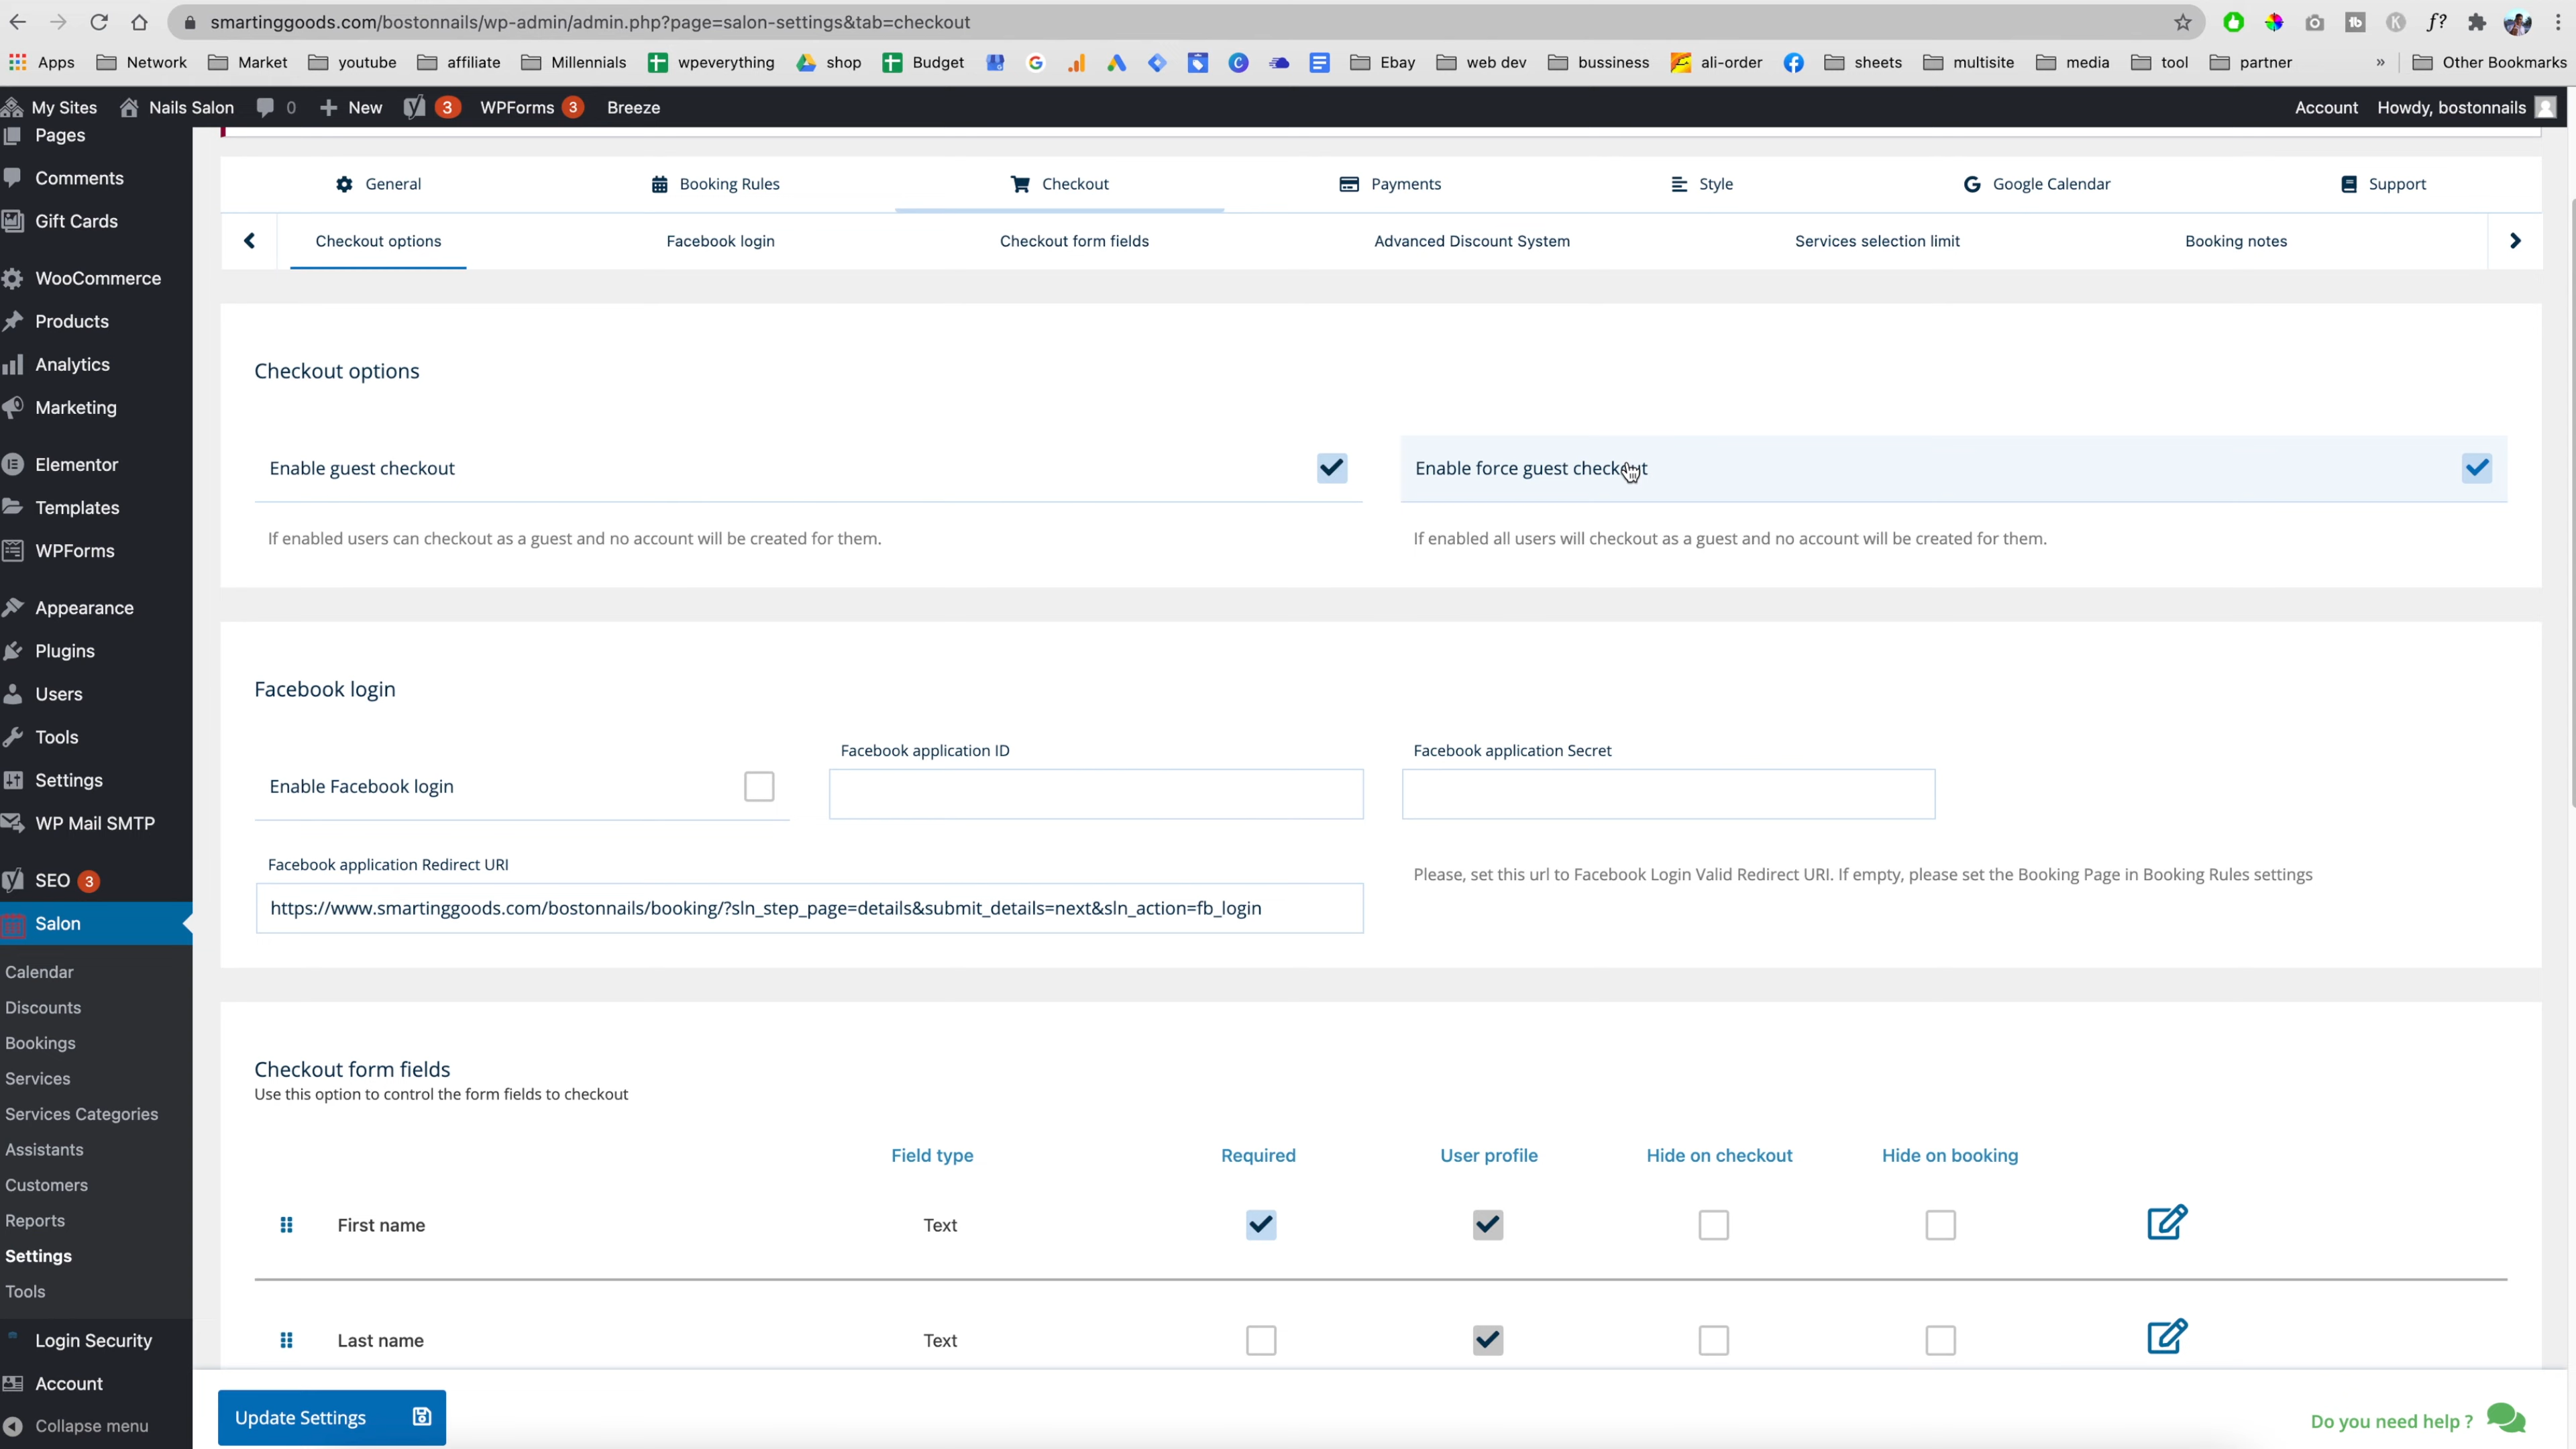 smartinggoods.com/bostonnails/wp-admin/admin.php?page=salon-settings&tab=checkout
Apps Network Market youtube affiliate Millennials wpeverything shop Budget Ebay web dev bussiness ali-order sheets multisite media tool partner » Other Bookmarks
My Sites Nails Salon 0 + New 3 WPForms 3 Breeze Account Howdy, bostonnails
Pages
Comments
Gift Cards
WooCommerce
Products
Analytics
Marketing
Elementor
Templates
WPForms
Appearance
Plugins
Users
Tools
Settings
WP Mail SMTP
SEO 3
Salon
Calendar
Discounts
Bookings
Services
Services Categories
Assistants
Customers
Reports
Settings
Tools
Login Security
Account
Collapse menu
General Booking Rules Checkout Payments Style Google Calendar Support
Checkout options Facebook login Checkout form fields Advanced Discount System Services selection limit Booking notes
Checkout options
Enable guest checkout
If enabled users can checkout as a guest and no account will be created for them.
Enable force guest checkout
If enabled all users will checkout as a guest and no account will be created for them.
Facebook login
Enable Facebook login
Facebook application ID
Facebook application Secret
Facebook application Redirect URI
https://www.smartinggoods.com/bostonnails/booking/?sln_step_page=details&submit_details=next&sln_action=fb_login
Please, set this url to Facebook Login Valid Redirect URI. If empty, please set the Booking Page in Booking Rules settings
Checkout form fields
Use this option to control the form fields to checkout
Field type Required User profile Hide on checkout Hide on booking
First name Text
Last name Text
Update Settings
Do you need help ?